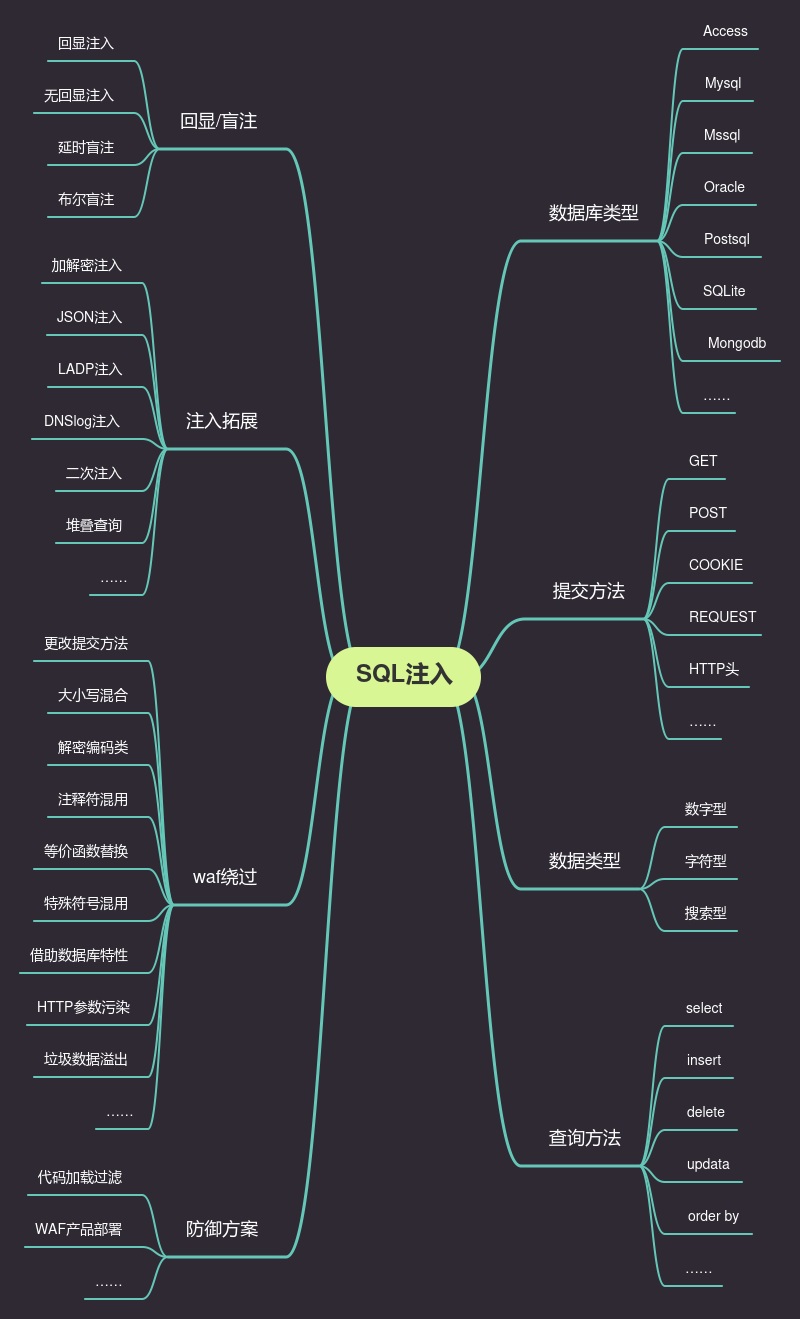 SQL注入
回显/盲注
回显注入
无回显注入
延时盲注
布尔盲注
注入拓展
加解密注入
JSON注入
LADP注入
DNSlog注入
二次注入
堆叠查询
……
waf绕过
更改提交方法
大小写混合
解密编码类
注释符混用
等价函数替换
特殊符号混用
借助数据库特性
HTTP参数污染
垃圾数据溢出
……
防御方案
代码加载过滤
WAF产品部署
……
数据库类型
Access
Mysql
Mssql
Oracle
Postsql
SQLite
Mongodb
……
提交方法
GET
POST
COOKIE
REQUEST
HTTP头
……
数据类型
数字型
字符型
搜索型
查询方法
select
insert
delete
updata
order by
……